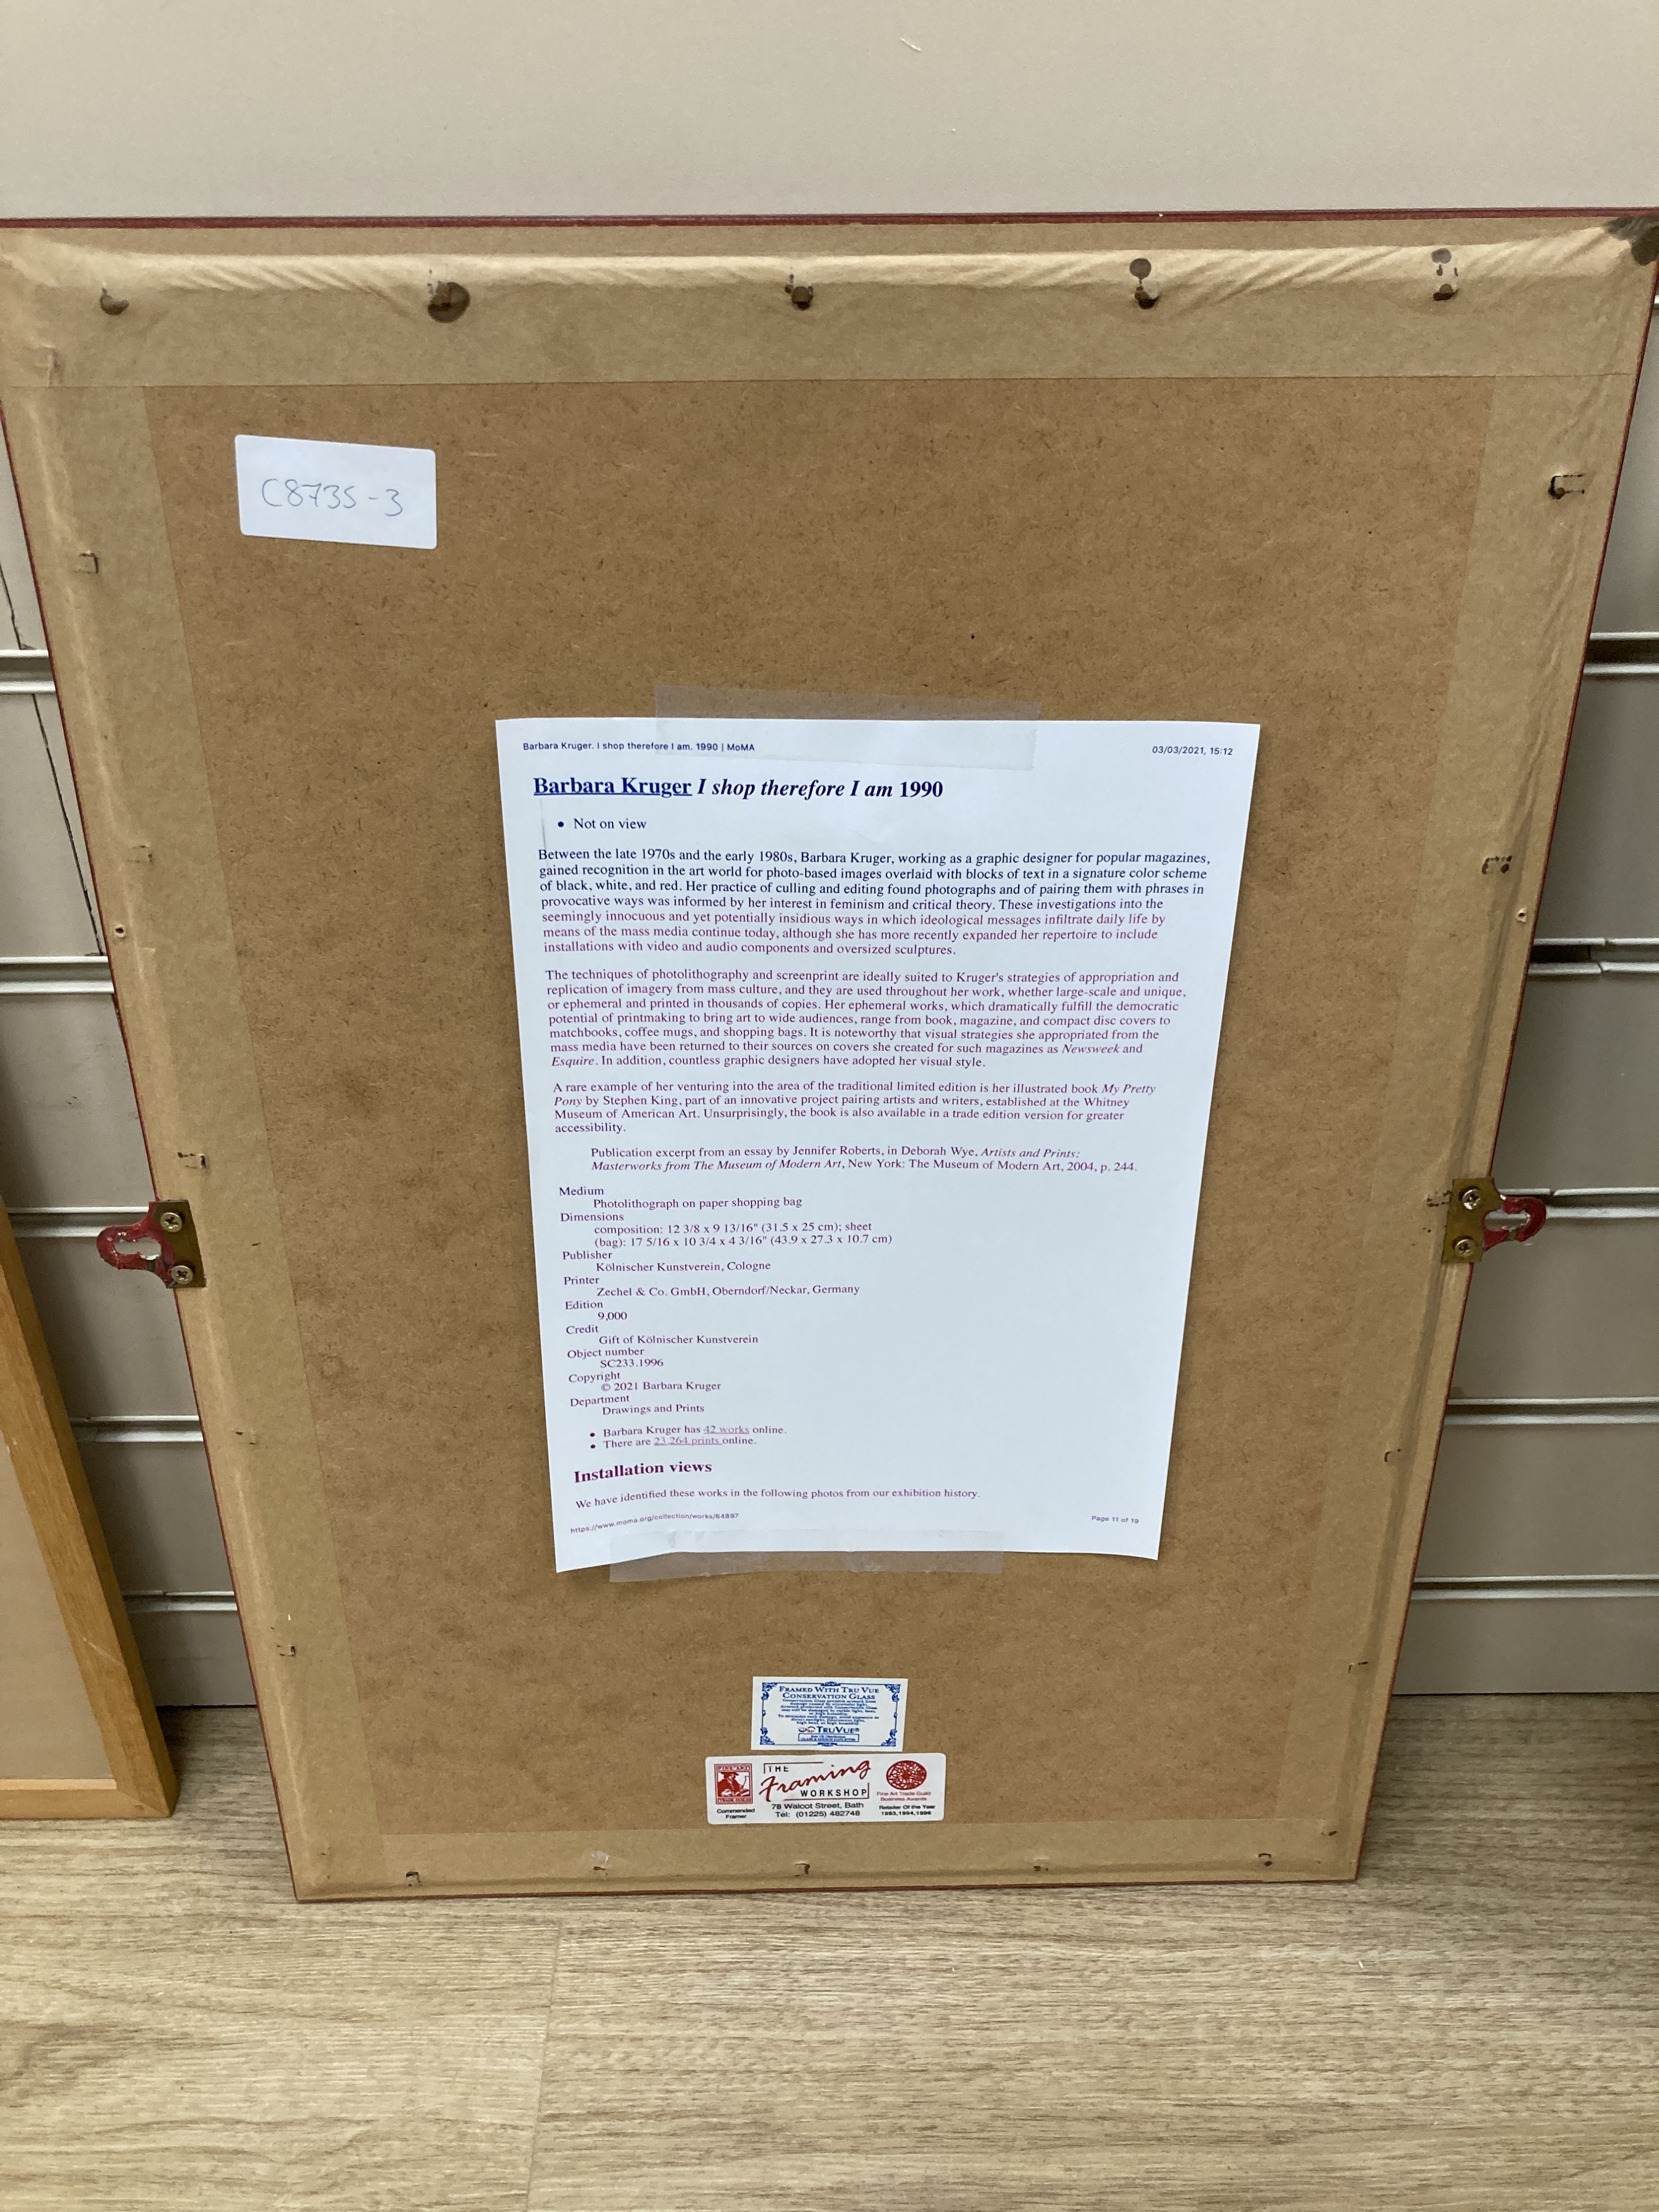 C8735-3
Barbara Kruger. I shop therefore I am. 1990 | MoMA
03/03/2021, 15:12
Barbara Kruger I shop therefore I am 1990
• Not on view
Between the late 1970s and the early 1980s, Barbara Kruger, working as a graphic designer for popular magazines,
gained recognition in the art world for photo-based images overlaid with blocks of text in a signature color scheme
of black, white, and red. Her practice of culling and editing found photographs and of pairing them with phrases in
provocative ways was informed by her interest in feminism and critical theory. These investigations into the
seemingly innocuous and yet potentially insidious ways in which ideological messages infiltrate daily life by
means of the mass media continue today, although she has more recently expanded her repertoire to include
installations with video and audio components and oversized sculptures.
The techniques of photolithography and screenprint are ideally suited to Kruger's strategies of appropriation and
replication of imagery from mass culture, and they are used throughout her work, whether large-scale and unique,
or ephemeral and printed in thousands of copies. Her ephemeral works, which dramatically fulfill the democratic
potential of printmaking to bring art to wide audiences, range from book, magazine, and compact disc covers to
matchbooks, coffee mugs, and shopping bags. It is noteworthy that visual strategies she appropriated from the
mass media have been returned to their sources on covers she created for such magazines as Newsweek and
Esquire. In addition, countless graphic designers have adopted her visual style.
A rare example of her venturing into the area of the traditional limited edition is her illustrated book My Pretty
Pony by Stephen King, part of an innovative project pairing artists and writers, established at the Whitney
Museum of American Art. Unsurprisingly, the book is also available in a trade edition version for greater
accessibility.
Publication excerpt from an essay by Jennifer Roberts, in Deborah Wye, Artists and Prints:
Masterworks from The Museum of Modern Art, New York: The Museum of Modern Art, 2004, p. 244.
Medium
Photolithograph on paper shopping bag
Dimensions
composition: 12 3/8 x 9 13/16" (31.5 x 25 cm); sheet
(bag): 17 5/16 x 10 3/4 x 4 3/16" (43.9 x 27.3 x 10.7 cm)
Publisher
Kölnischer Kunstverein, Cologne
Printer
Zechel & Co. GmbH, Oberndorf/Neckar, Germany
Edition
9,000
Credit
Gift of Kölnischer Kunstverein
Object number
SC233.1996
Copyright
© 2021 Barbara Kruger
Department
Drawings and Prints
• Barbara Kruger has 42 works online.
• There are 23,264 prints online.
Installation views
We have identified these works in the following photos from our exhibition history.
https://www.moma.org/collection/works/64897
Page 11 of 19
FRAMED WITH TRU VUE
CONSERVATION GLASS
TRUVUE®
THE
Framing
WORKSHOP
78 Walcot Street, Bath
Tel: (01225) 482748
Commended
Framer
Fine Art Trade Guild
Business Awards
Retailer Of the Year
1993,1994,1996